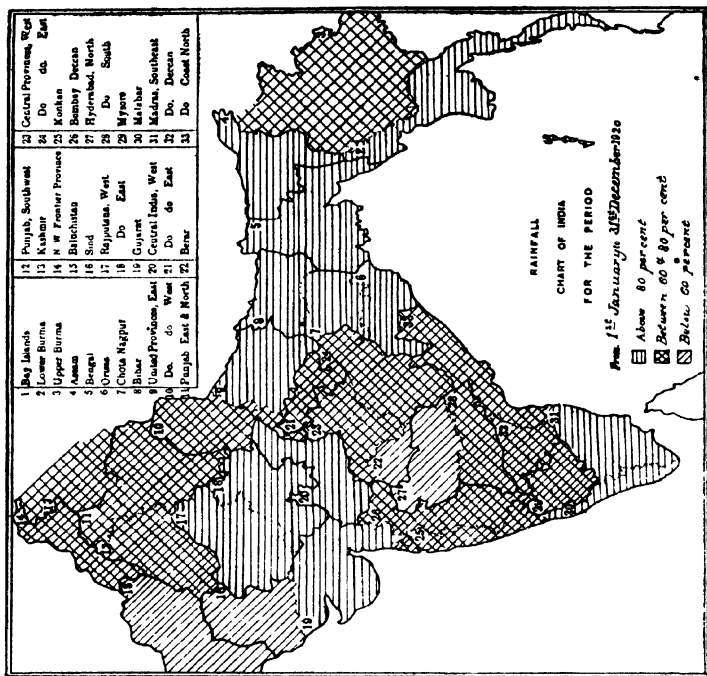 1 Bay Islands
2 Lower Burma
3 Upper Burma
4 Assam
5 Bengal
6 Orissa
7 Chota Nagpur
8 Bihar
9 United Provinces, East
10 Do. do West
11 Punjab East & North
12 Punjab, Southwest
13 Kashmir
14 N W Frontier Province
15 Baluchistan
16 Sind
17 Rajputana, West
18 Do East
19 Gujarat
20 Central India, West
21 Do do East
22 Berar
23 Central Provinces, West
24 Do do. East
25 Konkan
26 Bombay Deccan
27 Hyderabad, North
28 Do South
29 Mysore
30 Malabar
31 Madras, Southeast
32 Do. Deccan
33 Do Coast North
RAINFALL
CHART OF INDIA
FOR THE PERIOD
From 1st January to 31st December 1920
Above 80 per cent
Between 60 & 80 per cent
Below 60 per cent